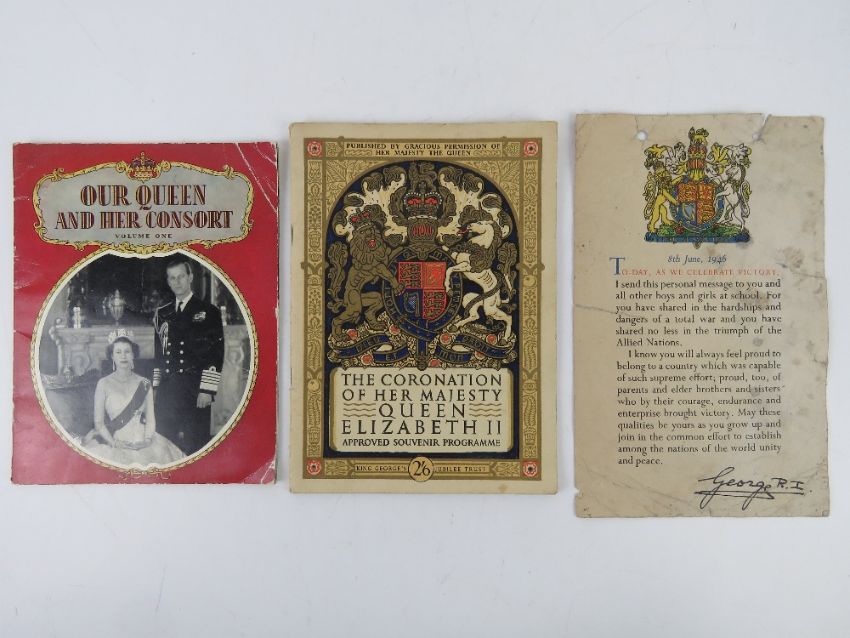 OUR QUEEN
AND HER CONSORT
VOLUME ONE
PUBLISHED BY GRACIOUS PERMISSION OF
HER MAJESTY THE QUEEN
THE CORONATION
OF HER MAJESTY
QUEEN
ELIZABETH II
APPROVED SOUVENIR PROGRAMME
KING GEORGE'S 2/6 JUBILEE TRUST
8th June, 1946
TO-DAY, AS WE CELEBRATE VICTORY,
I send this personal message to you and
all other boys and girls at school. For
you have shared in the hardships and
dangers of a total war and you have
shared no less in the triumph of the
Allied Nations.
I know you will always feel proud to
belong to a country which was capable
of such supreme effort; proud, too, of
parents and elder brothers and sisters
who by their courage, endurance and
enterprise brought victory. May these
qualities be yours as you grow up and
join in the common effort to establish
among the nations of the world unity
and peace.
George R.I.